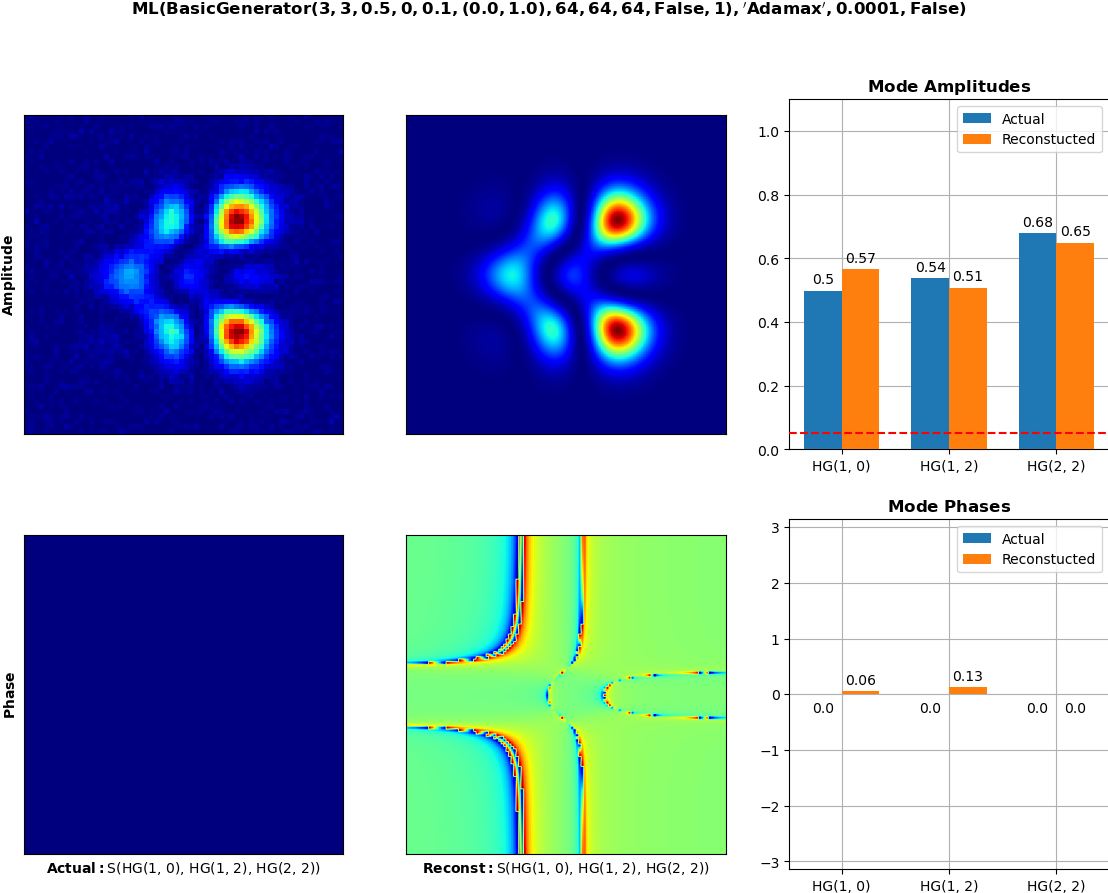 ML(BasicGenerator(3, 3, 0.5, 0, 0.1, (0.0, 1.0), 64, 64, 64, False, 1), ′Adamax′, 0.0001, False)
Amplitude
Mode Amplitudes
Actual
Reconstucted
1.0
0.8
0.6
0.4
0.2
0.0
0.5
0.57
0.54
0.51
0.68
0.65
HG(1, 0)
HG(1, 2)
HG(2, 2)
Phase
Actual: S(HG(1, 0), HG(1, 2), HG(2, 2))
Reconst: S(HG(1, 0), HG(1, 2), HG(2, 2))
Mode Phases
Actual
Reconstucted
3
2
1
0
−1
−2
−3
0.0
0.06
0.0
0.13
0.0
0.0
HG(1, 0)
HG(1, 2)
HG(2, 2)